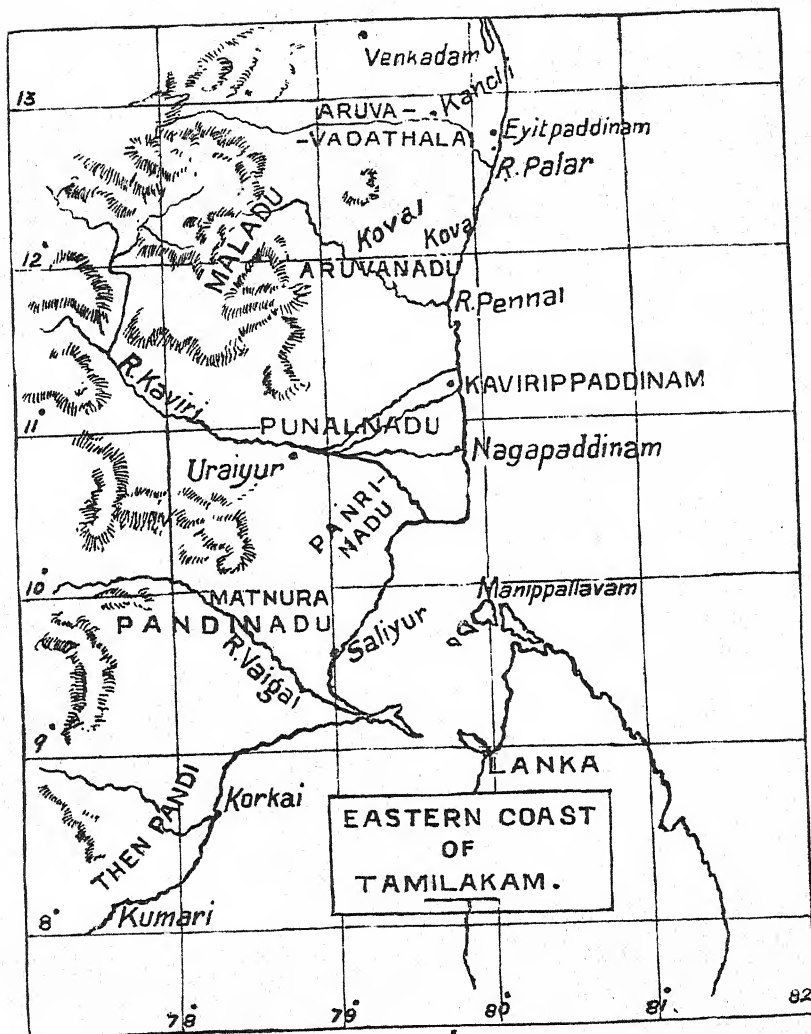 Venkadam
13
ARUVA-
Kanchi
-VADATHALA
Eyitpaddinam
R. Palar
MALADU
Koval
Kova
12°
ARUVANADU
R. Pennai
R. Kaviri
KAVIRIPPADDINAM
11°
PUNALNADU
Uraiyur
Nagapaddinam
PANRI-
NADU
10°
MATHURA
Manippallavam
PANDINADU
Saliyur
R. Vaigai
9°
LANKA
THEN PANDI
Korkai
EASTERN COAST
OF
TAMILAKAM.
8°
Kumari
78°
79°
80°
81°
82